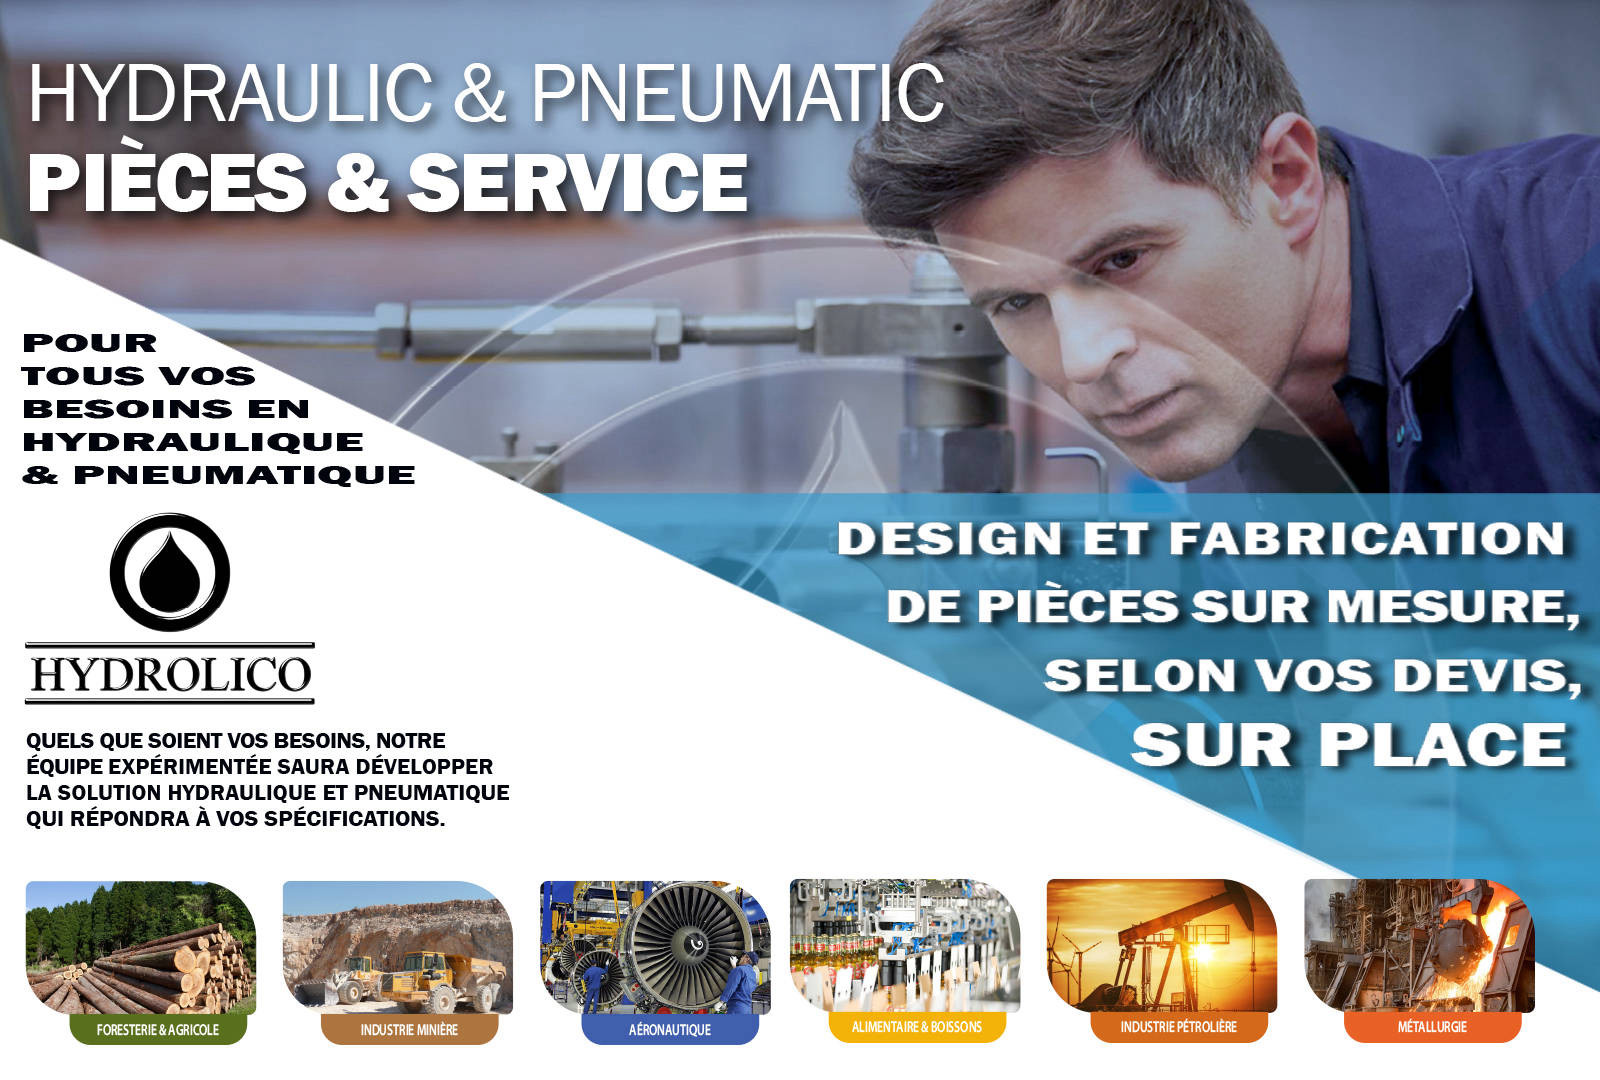 HYDRAULIC & PNEUMATIC
PIÈCES & SERVICE
POUR
TOUS VOS
BESOINS EN
HYDRAULIQUE
& PNEUMATIQUE
HYDROLICO
QUELS QUE SOIENT VOS BESOINS, NOTRE
ÉQUIPE EXPÉRIMENTÉE SAURA DÉVELOPPER
LA SOLUTION HYDRAULIQUE ET PNEUMATIQUE
QUI RÉPONDRA À VOS SPÉCIFICATIONS.
DESIGN ET FABRICATION
DE PIÈCES SUR MESURE,
SELON VOS DEVIS,
SUR PLACE
FORESTERIE & AGRICOLE
INDUSTRIE MINIÈRE
AÉRONAUTIQUE
ALIMENTAIRE & BOISSONS
INDUSTRIE PÉTROLIÈRE
MÉTALLURGIE